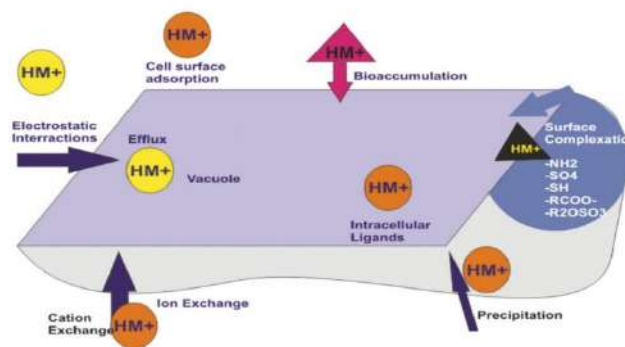 HM+
HM+
Cell surface
adsorption
HM+
Bioaccumulation
Electrostatic
Interractions
Efflux
HM+
Vacuole
HM+
Intracellular
Ligands
HM+
Surface
Complexatio
-NH2
-SO4
-SH
-RCOO-
-R2OSO3
HM+
Precipitation
Ion Exchange
Cation
Exchange
HM+